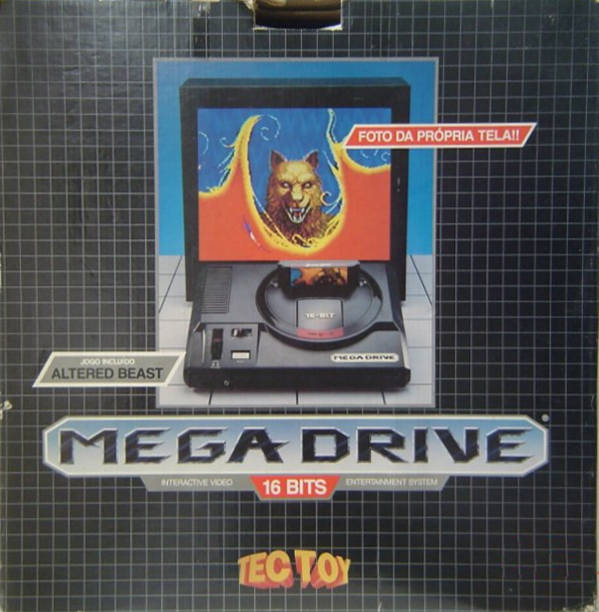 FOTO DA PRÓPRIA TELA!!
16-BIT
MEGA DRIVE
JOGO INCLUÍDO
ALTERED BEAST
MEGA DRIVE
INTERACTIVE VIDEO
16 BITS
ENTERTAINMENT SYSTEM
TEC TOY